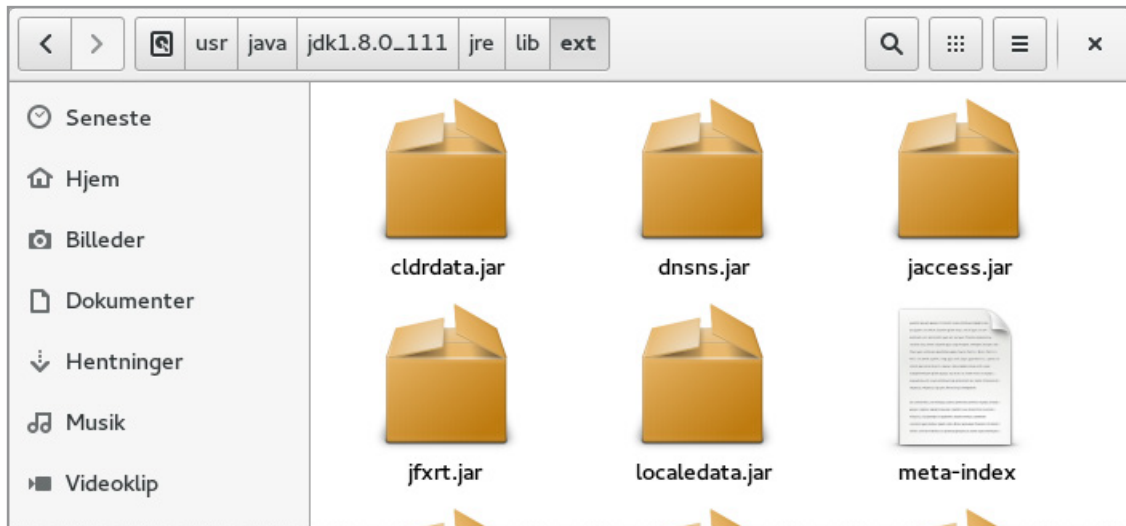 usr java jdk1.8.0_111 jre lib ext
Seneste
Hjem
Billeder
Dokumenter
Hentninger
Musik
Videoklip
cldrdata.jar dnsns.jar jaccess.jar
jfxrt.jar localedata.jar meta-index